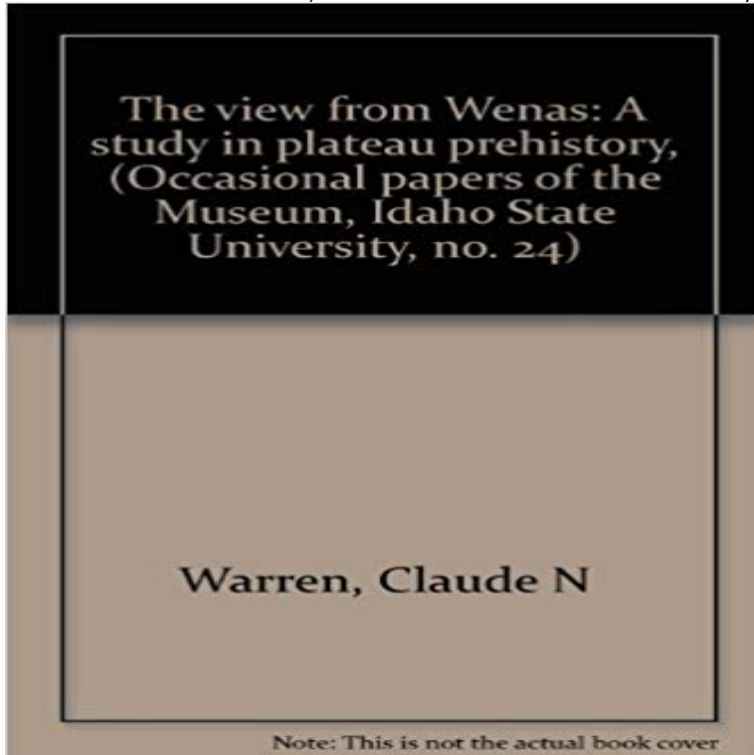 The view from Wenas: A
study in plateau prehistory,
(Occasional papers of the
Museum, Idaho State
University, no. 24)
Warren, Claude N
Note: This is not the actual book cover